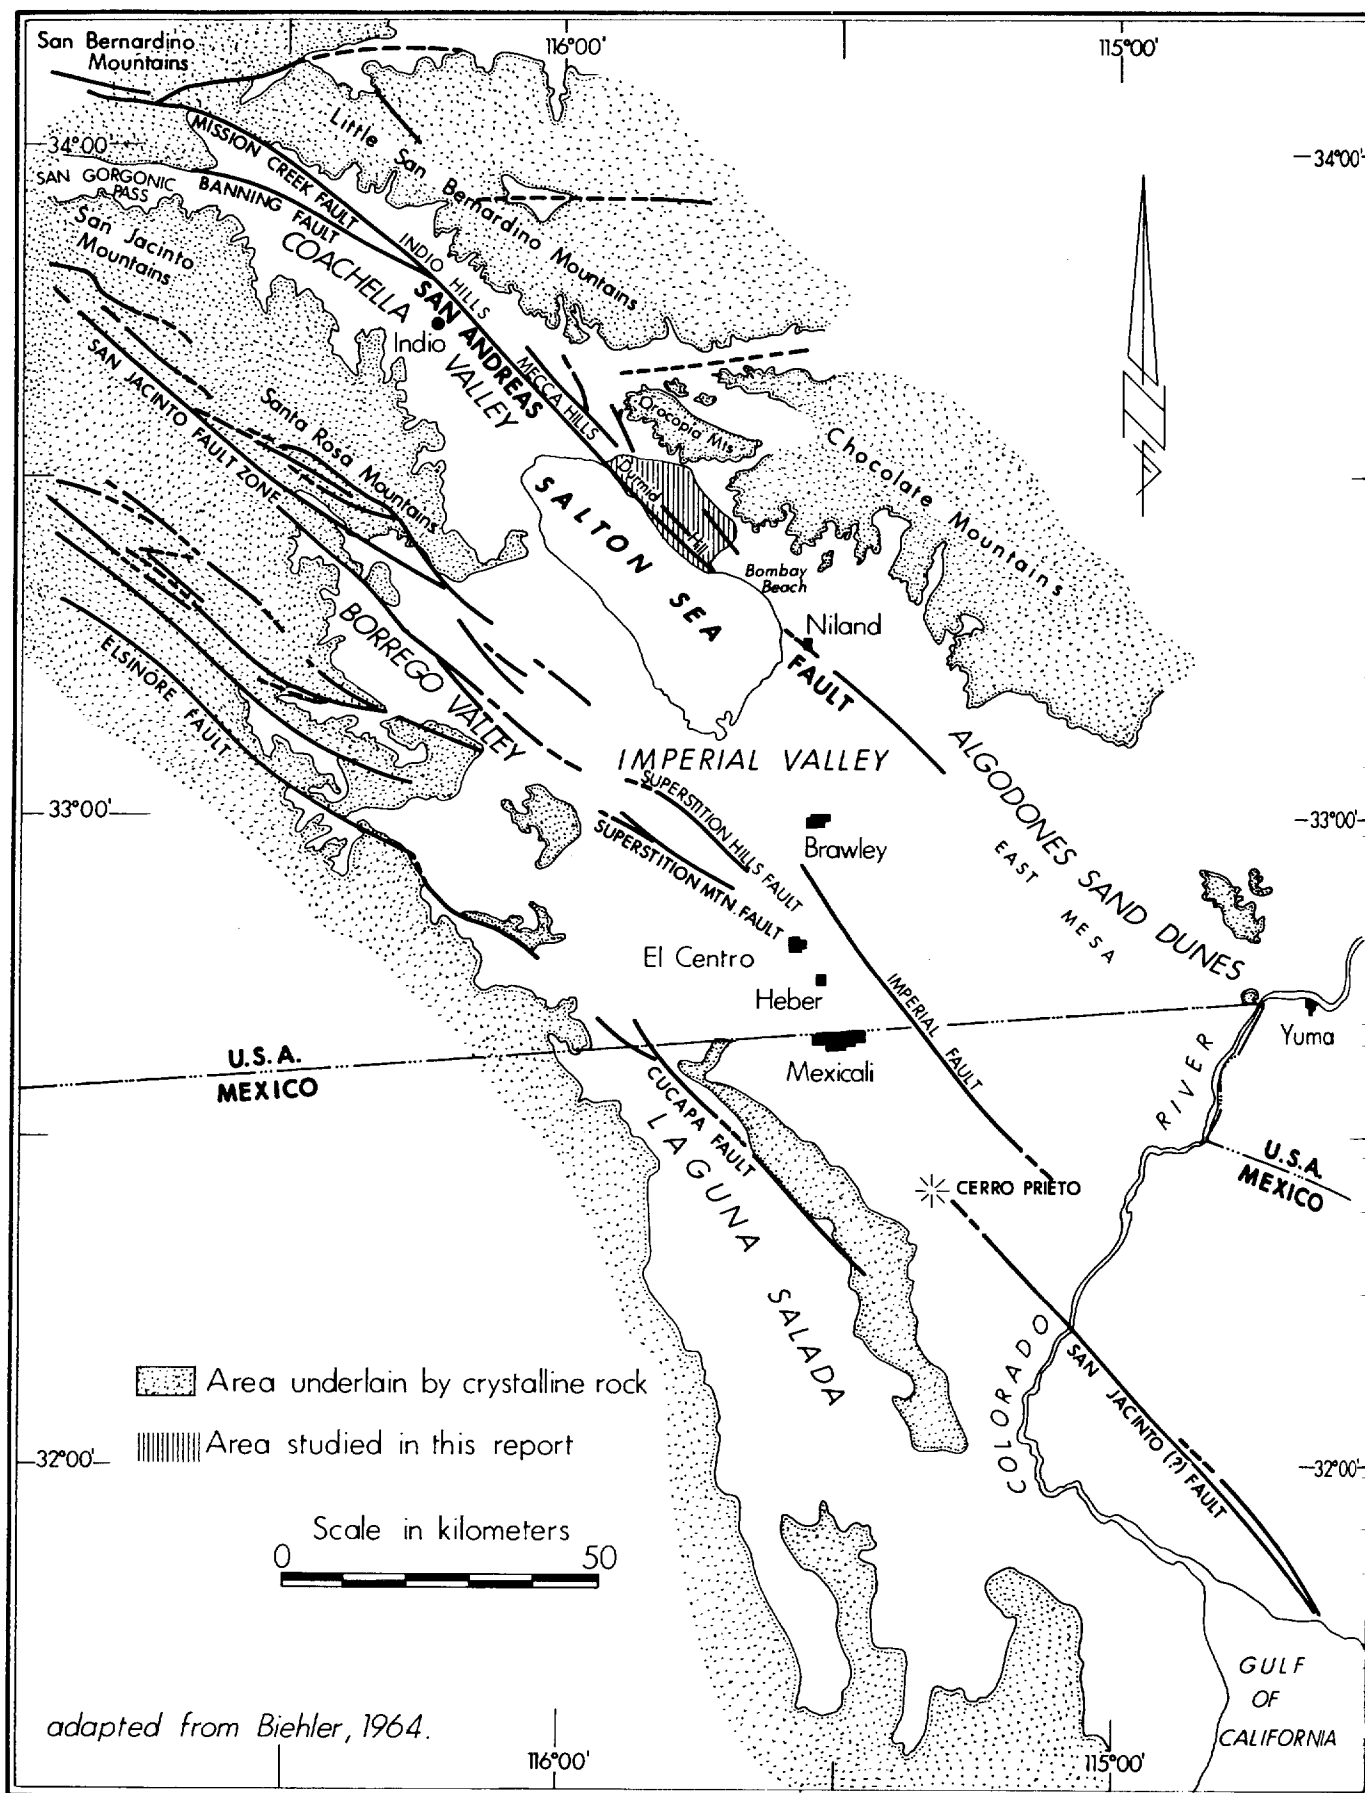 116°00'
115°00'
San Bernardino
Mountains
34°00'
34°00'
Little San Bernardino Mountains
MISSION CREEK FAULT
SAN GORGONIC
PASS
BANNING FAULT
San Jacinto
Mountains
INDIO HILLS
COACHELLA VALLEY
SAN ANDREAS
Indio
MECCA HILLS
SAN JACINTO FAULT ZONE
Santa Rosa Mountains
Orocopia Mts.
Chocolate Mountains
Durmid Hill
SALTON SEA
Bombay
Beach
Niland
FAULT
BORREGO VALLEY
ELSINORE FAULT
IMPERIAL VALLEY
ALGODONES SAND DUNES
33°00'
33°00'
SUPERSTITION HILLS FAULT
SUPERSTITION MTN. FAULT
Brawley
EAST MESA
El Centro
Heber
IMPERIAL FAULT
Yuma
U.S.A.
MEXICO
Mexicali
CUCAPA FAULT
RIVER
U.S.A.
MEXICO
LAGUNA SALADA
CERRO PRIETO
COLORADO
SAN JACINTO (?) FAULT
Area underlain by crystalline rock
Area studied in this report
32°00'
32°00'
Scale in kilometers
0 50
GULF
OF
CALIFORNIA
adapted from Biehler, 1964.
116°00'
115°00'